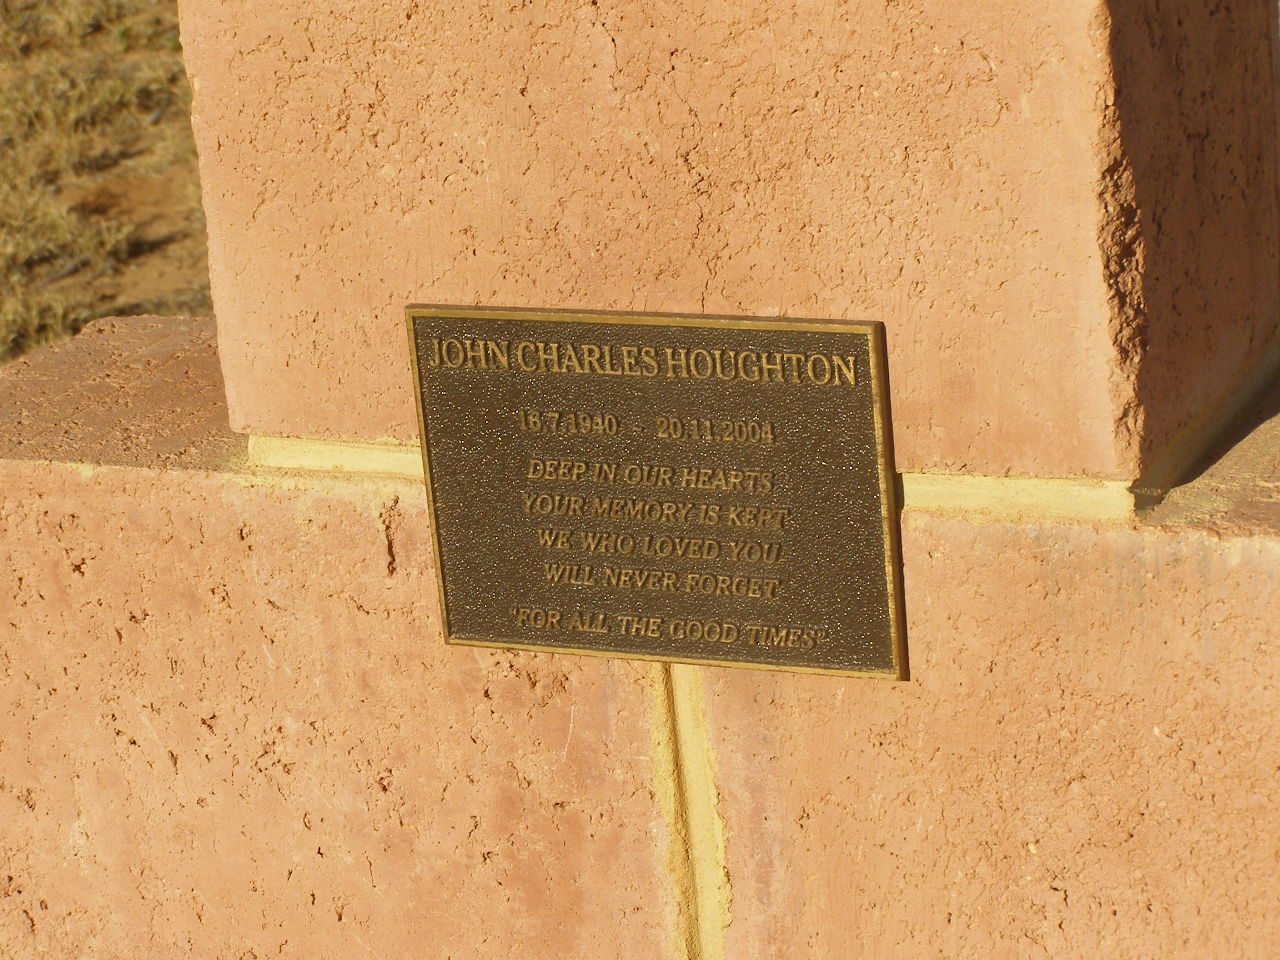 JOHN CHARLES HOUGHTON
16.7.1940 - 20.11.2004
DEEP IN OUR HEARTS
YOUR MEMORY IS KEPT
WE WHO LOVED YOU
WILL NEVER FORGET
"FOR ALL THE GOOD TIMES"